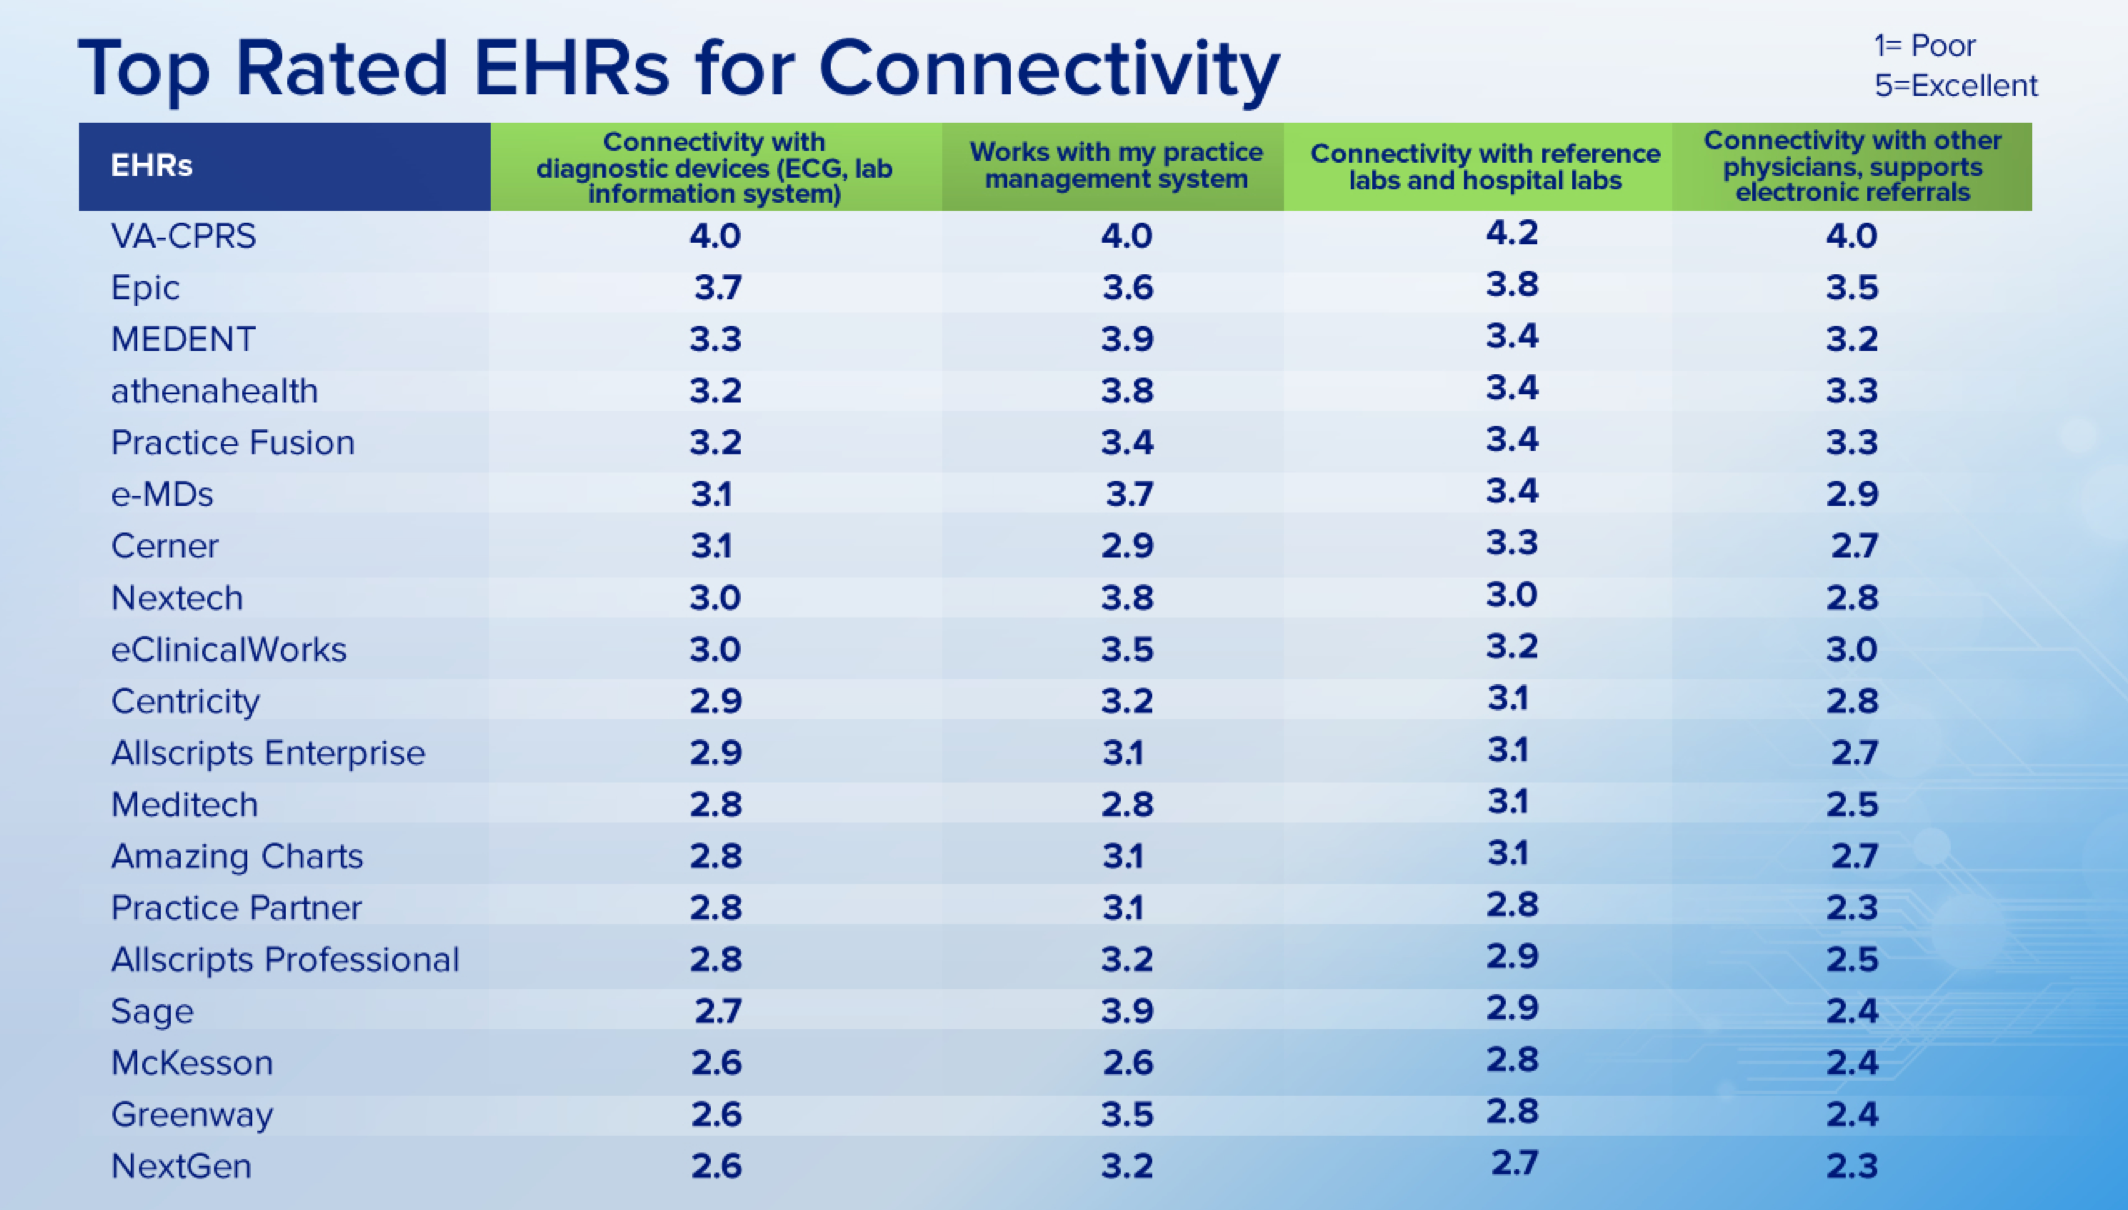 Top Rated EHRs for Connectivity
1= Poor
5=Excellent
EHRs
Connectivity with
diagnostic devices (ECG, lab
information system)
Works with my practice
management system
Connectivity with reference
labs and hospital labs
Connectivity with other
physicians, supports
electronic referrals
VA-CPRS 4.0 4.0 4.2 4.0
Epic 3.7 3.6 3.8 3.5
MEDENT 3.3 3.9 3.4 3.2
athenahealth 3.2 3.8 3.4 3.3
Practice Fusion 3.2 3.4 3.4 3.3
e-MDs 3.1 3.7 3.4 2.9
Cerner 3.1 2.9 3.3 2.7
Nextech 3.0 3.8 3.0 2.8
eClinicalWorks 3.0 3.5 3.2 3.0
Centricity 2.9 3.2 3.1 2.8
Allscripts Enterprise 2.9 3.1 3.1 2.7
Meditech 2.8 2.8 3.1 2.5
Amazing Charts 2.8 3.1 3.1 2.7
Practice Partner 2.8 3.1 2.8 2.3
Allscripts Professional 2.8 3.2 2.9 2.5
Sage 2.7 3.9 2.9 2.4
McKesson 2.6 2.6 2.8 2.4
Greenway 2.6 3.5 2.8 2.4
NextGen 2.6 3.2 2.7 2.3